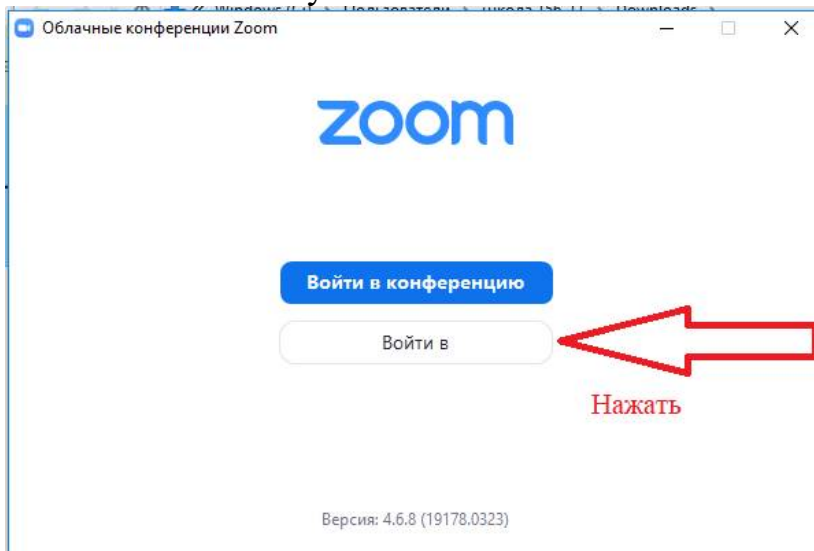 Облачные конференции Zoom
zoom
Войти в конференцию
Войти в
Нажать
Версия: 4.6.8 (19178.0323)